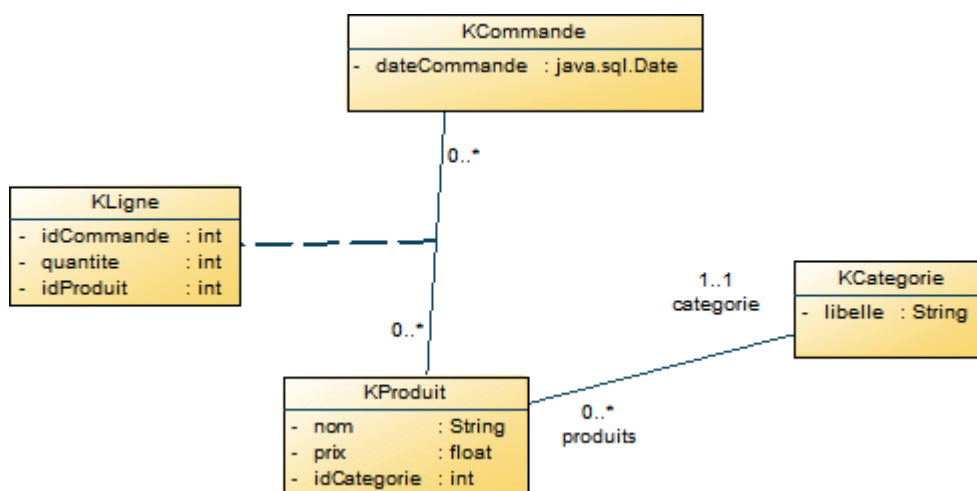 KCommande
- dateCommande : java.sql.Date
0..*
KLigne
- idCommande : int
- quantite : int
- idProduit : int
0..*
1..1
categorie
KCategorie
- libelle : String
KProduit
- nom : String
- prix : float
- idCategorie : int
0..*
produits